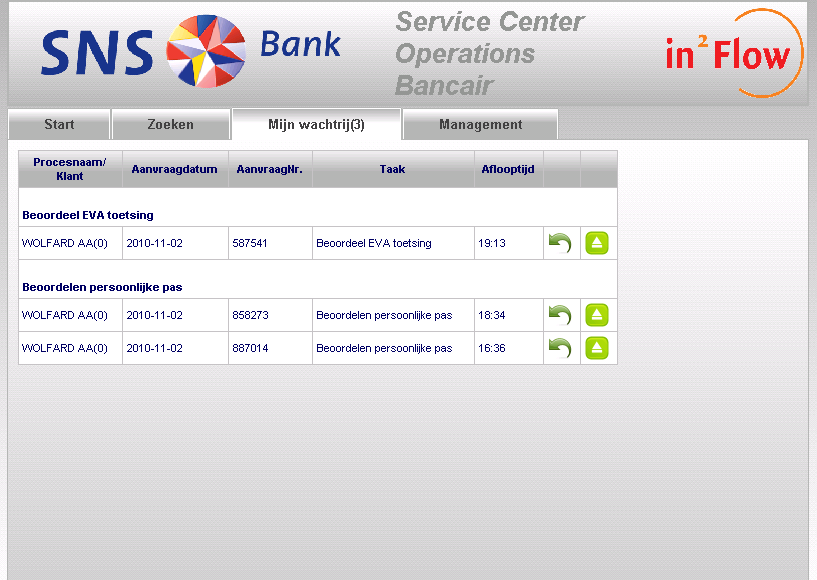 SNS Bank
Service Center
Operations
Bancair
in2Flow
Start Zoeken Mijn wachtrij(3) Management
Procesnaam/
Klant Aanvraagdatum AanvraagNr. Taak Aflooptijd
Beoordeel EVA toetsing
WOLFARD AA(0) 2010-11-02 587541 Beoordeel EVA toetsing 19:13
Beoordelen persoonlijke pas
WOLFARD AA(0) 2010-11-02 858273 Beoordelen persoonlijke pas 18:34
WOLFARD AA(0) 2010-11-02 887014 Beoordelen persoonlijke pas 16:36